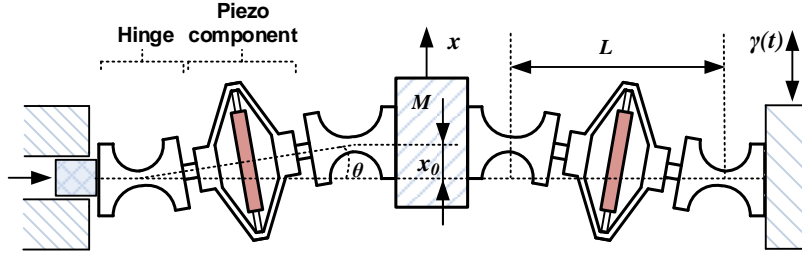 Piezo
Hinge component
x
L
γ(t)
M
x₀
θ